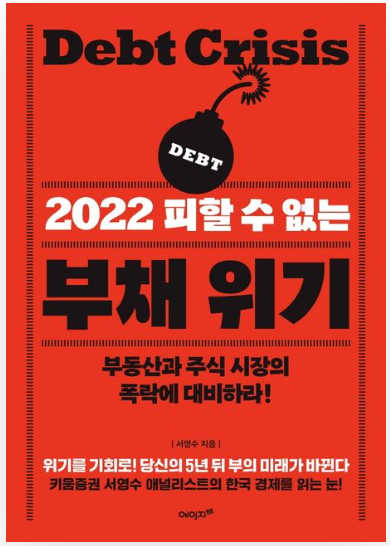 Debt Crisis
DEBT
2022 피할 수 없는
부채 위기
부동산과 주식 시장의
폭락에 대비하라!
| 서영수 지음 |
위기를 기회로! 당신의 5년 뒤 부의 미래가 바뀐다
키움증권 서영수 애널리스트의 한국 경제를 읽는 눈!
에이지21